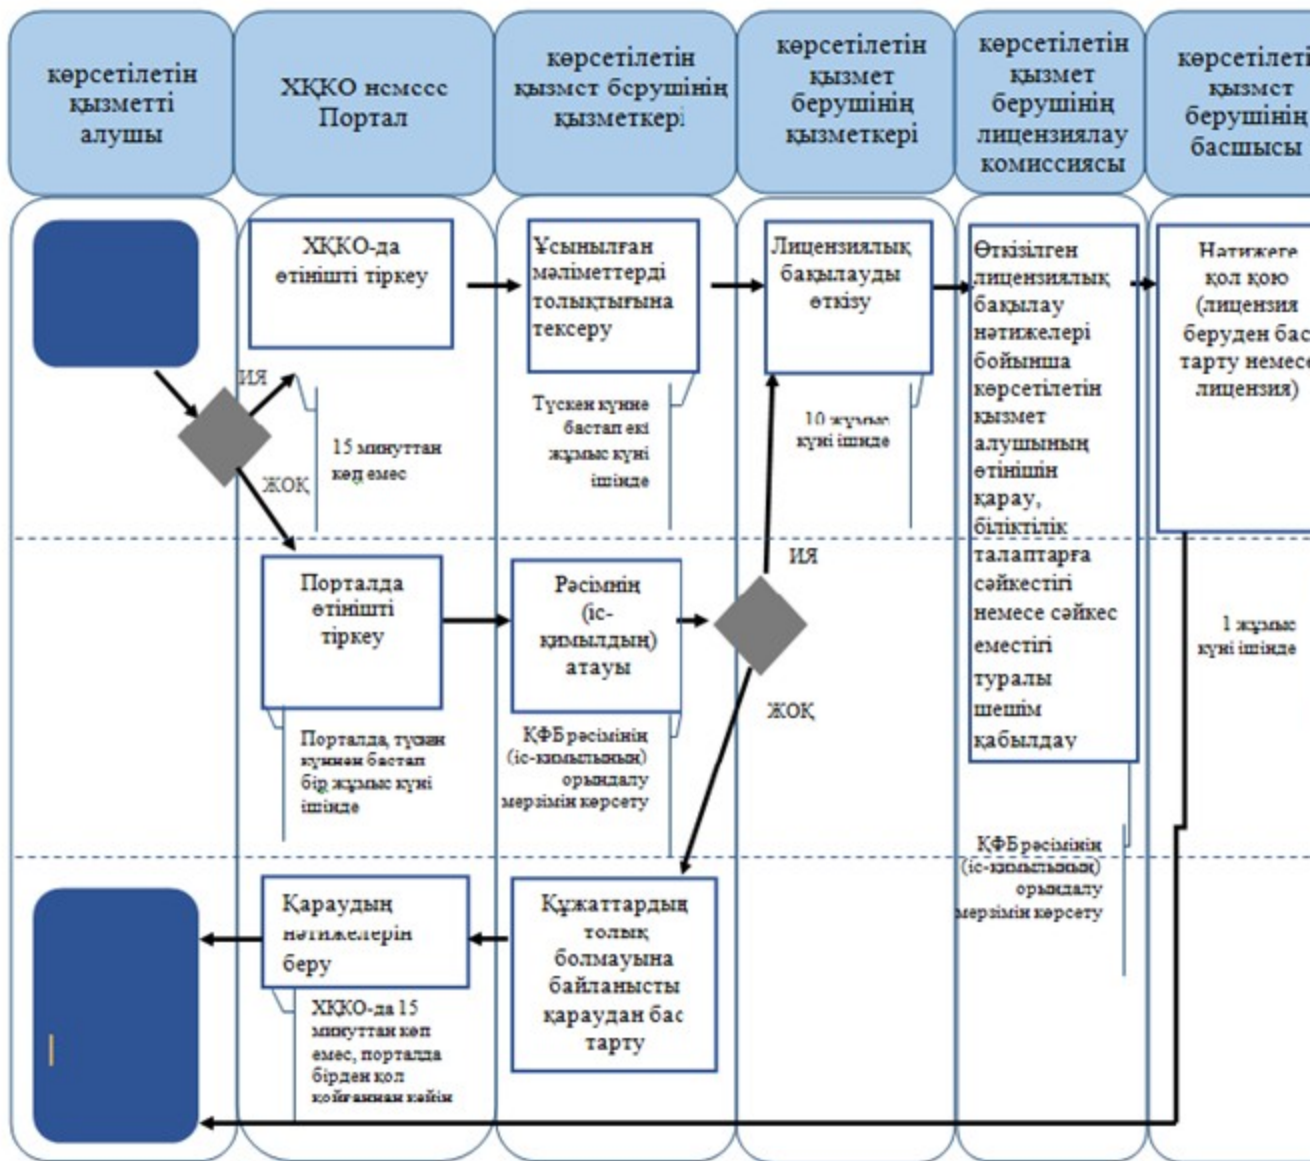 көрсетілетін
қызметті
алушы
ХҚКО немесе
Портал
көрсетілетін
қызмет берушінің
қызметкері
көрсетілетін
қызмет
берушінің
қызметкері
көрсетілетін
қызмет
берушінің
лицензиялау
комиссиясы
көрсетілеті
қызмет
берушінің
басшысы
ХҚКО-да
өтінішті тіркеу
Ұсынылған
мәліметтерді
толықтығына
тексеру
Лицензиялық
бақылауды
өткізу
Өткізілген
лицензиялық
бақылау
нәтижелері
бойынша
көрсетілетін
қызмет
алушының
өтінішін
қарау,
біліктілік
талаптарға
сәйкестігі
немесе сәйкес
еместігі
туралы
шешім
қабылдау
Нәтижеге
қол қою
(лицензия
беруден бас
тарту немесе
лицензия)
ИЯ
15 минуттан
көп емес
ЖОҚ
Түскен күнне
бастап екі
жұмыс күні
ішінде
10 жұмыс
күні ішінде
Порталда
өтінішті
тіркеу
Рәсімнің
(іс-
қимылдың)
атауы
ИЯ
ЖОҚ
1 жұмыс
күні ішінде
Порталда, түскен
күннен бастап
бір жұмыс күні
ішінде
ҚФБ рәсімінің
(іс-қимылының)
орындалу
мерзімін көрсету
ҚФБ рәсімінің
(іс-қимылының)
орындалу
мерзімін көрсету
Қараудың
нәтижелерін
беру
Құжаттардың
толық
болмауына
байланысты
қараудан бас
тарту
ХҚКО-да 15
минуттан көп
емес, порталда
бірден қол
қойғаннан кейін